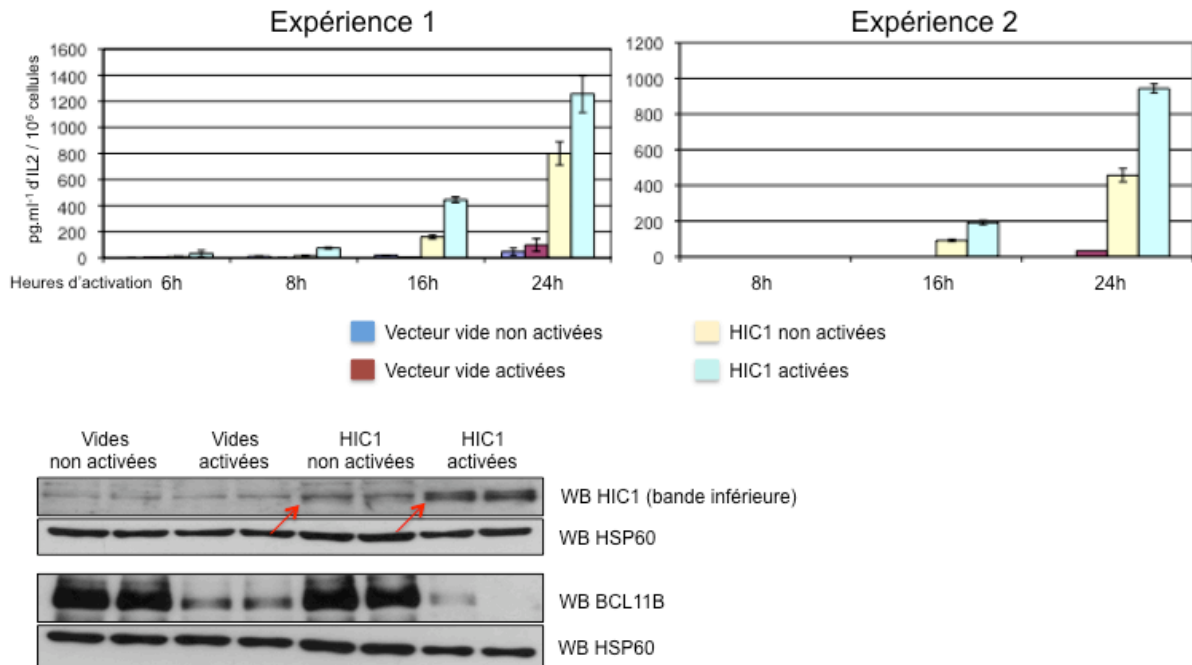 Expérience 1
Expérience 2
pg.ml⁻¹ d'IL2 / 10⁶ cellules
1600
1400
1200
1000
800
600
400
200
0
1200
1000
800
600
400
200
0
Heures d'activation 6h 8h 16h 24h
8h 16h 24h
Vecteur vide non activées
HIC1 non activées
Vecteur vide activées
HIC1 activées
Vides non activées
Vides activées
HIC1 non activées
HIC1 activées
WB HIC1 (bande inférieure)
WB HSP60
WB BCL11B
WB HSP60